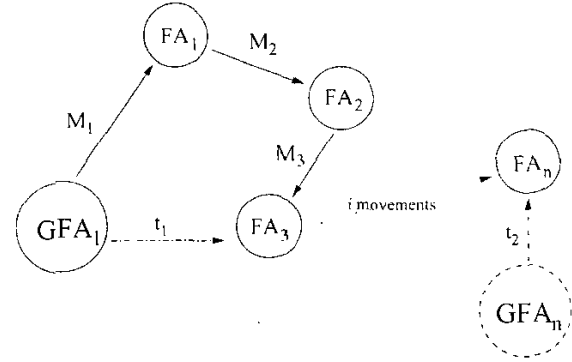 FA₁
M₂
FA₂
M₁
M₃
FAₙ
GFA₁
t₁
FA₃
i movements
t₂
GFAₙ